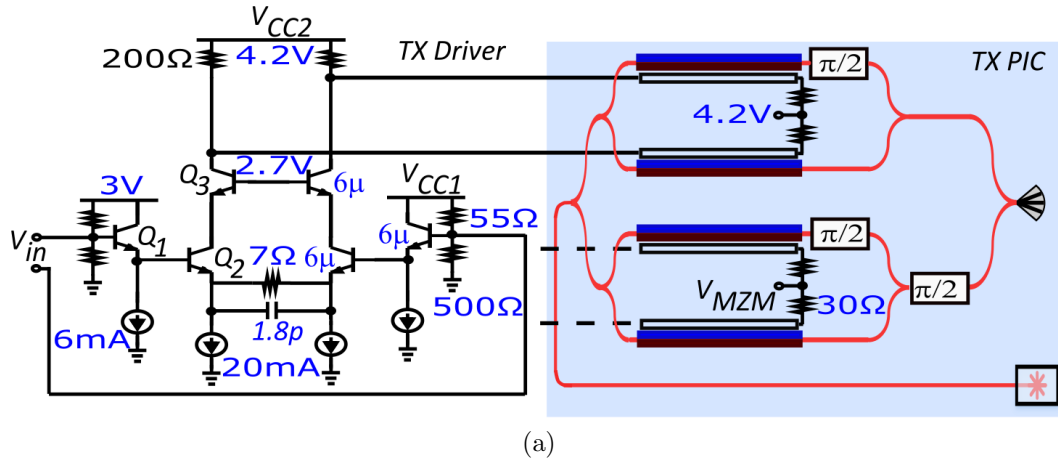 V_CC2
200Ω
4.2V
TX Driver
π/2
TX PIC
4.2V
Q_3
2.7V
6μ
V_CC1
3V
55Ω
V_in
Q_1
6μ
Q_2
7Ω
6μ
π/2
500Ω
V_MZM
30Ω
π/2
6mA
1.8p
20mA
(a)